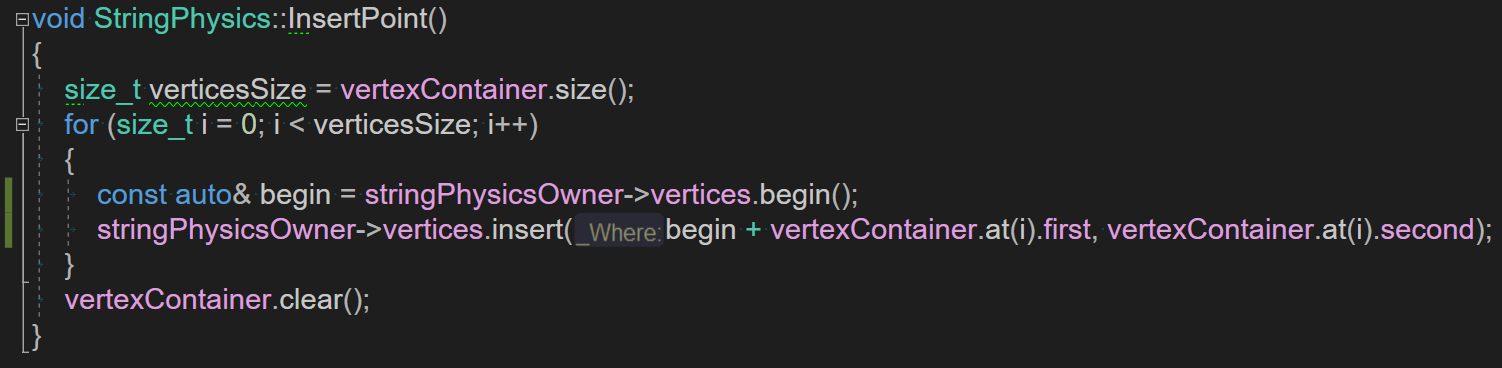 void StringPhysics::InsertPoint()
{
size_t verticesSize = vertexContainer.size();
for (size_t i = 0; i < verticesSize; i++)
{
const auto& begin = stringPhysicsOwner->vertices.begin();
stringPhysicsOwner->vertices.insert(_Where: begin + vertexContainer.at(i).first, vertexContainer.at(i).second);
}
vertexContainer.clear();
}